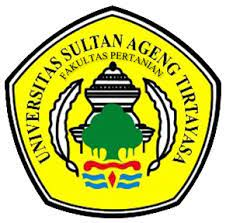 UNIVERSITAS SULTAN AGENG TIRTAYASA
FAKULTAS PERTANIAN